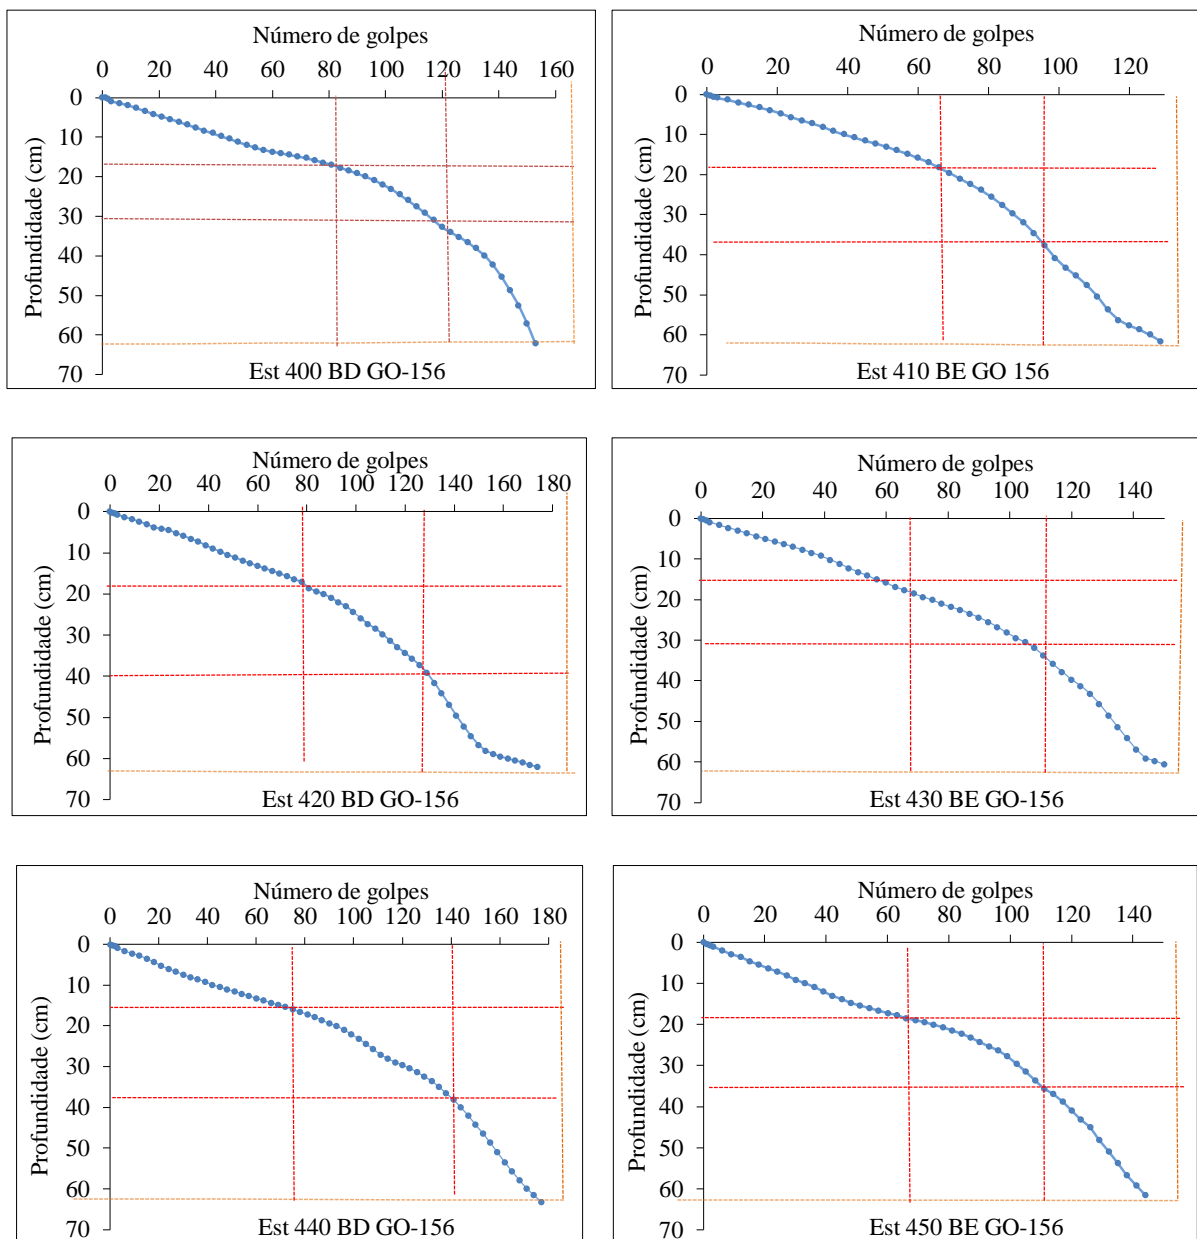 Número de golpes
0 20 40 60 80 100 120 140 160
0
10
20
30
40
50
60
70
Profundidade (cm)
Est 400 BD GO-156
Número de golpes
0 20 40 60 80 100 120
0
10
20
30
40
50
60
70
Profundidade (cm)
Est 410 BE GO 156
Número de golpes
0 20 40 60 80 100 120 140 160 180
0
10
20
30
40
50
60
70
Profundidade (cm)
Est 420 BD GO-156
Número de golpes
0 20 40 60 80 100 120 140
0
10
20
30
40
50
60
70
Profundidade (cm)
Est 430 BE GO-156
Número de golpes
0 20 40 60 80 100 120 140 160 180
0
10
20
30
40
50
60
70
Profundidade (cm)
Est 440 BD GO-156
Número de golpes
0 20 40 60 80 100 120 140
0
10
20
30
40
50
60
70
Profundidade (cm)
Est 450 BE GO-156